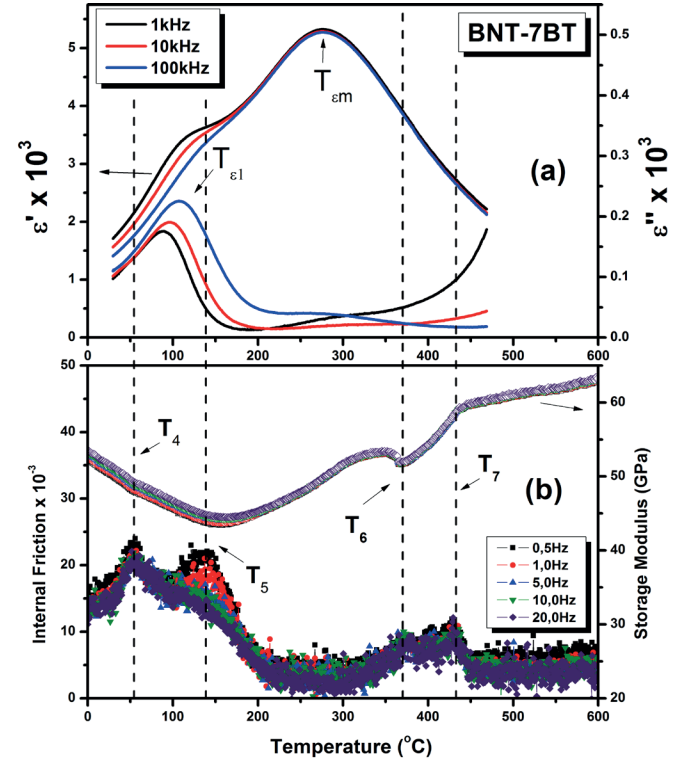 1kHz
10kHz
100kHz
BNT-7BT
T εm
T εl
(a)
ε' x 10³
ε'' x 10³
5
4
3
2
1
0
0.5
0.4
0.3
0.2
0.1
0.0
0 100 200 300 400 500 600
T₄
T₅
T₆
T₇
(b)
0,5Hz
1,0Hz
5,0Hz
10,0Hz
20,0Hz
Internal Friction x 10⁻³
Storage Modulus (GPa)
50
40
30
20
10
0
60
50
40
30
20
0 100 200 300 400 500 600
Temperature (°C)